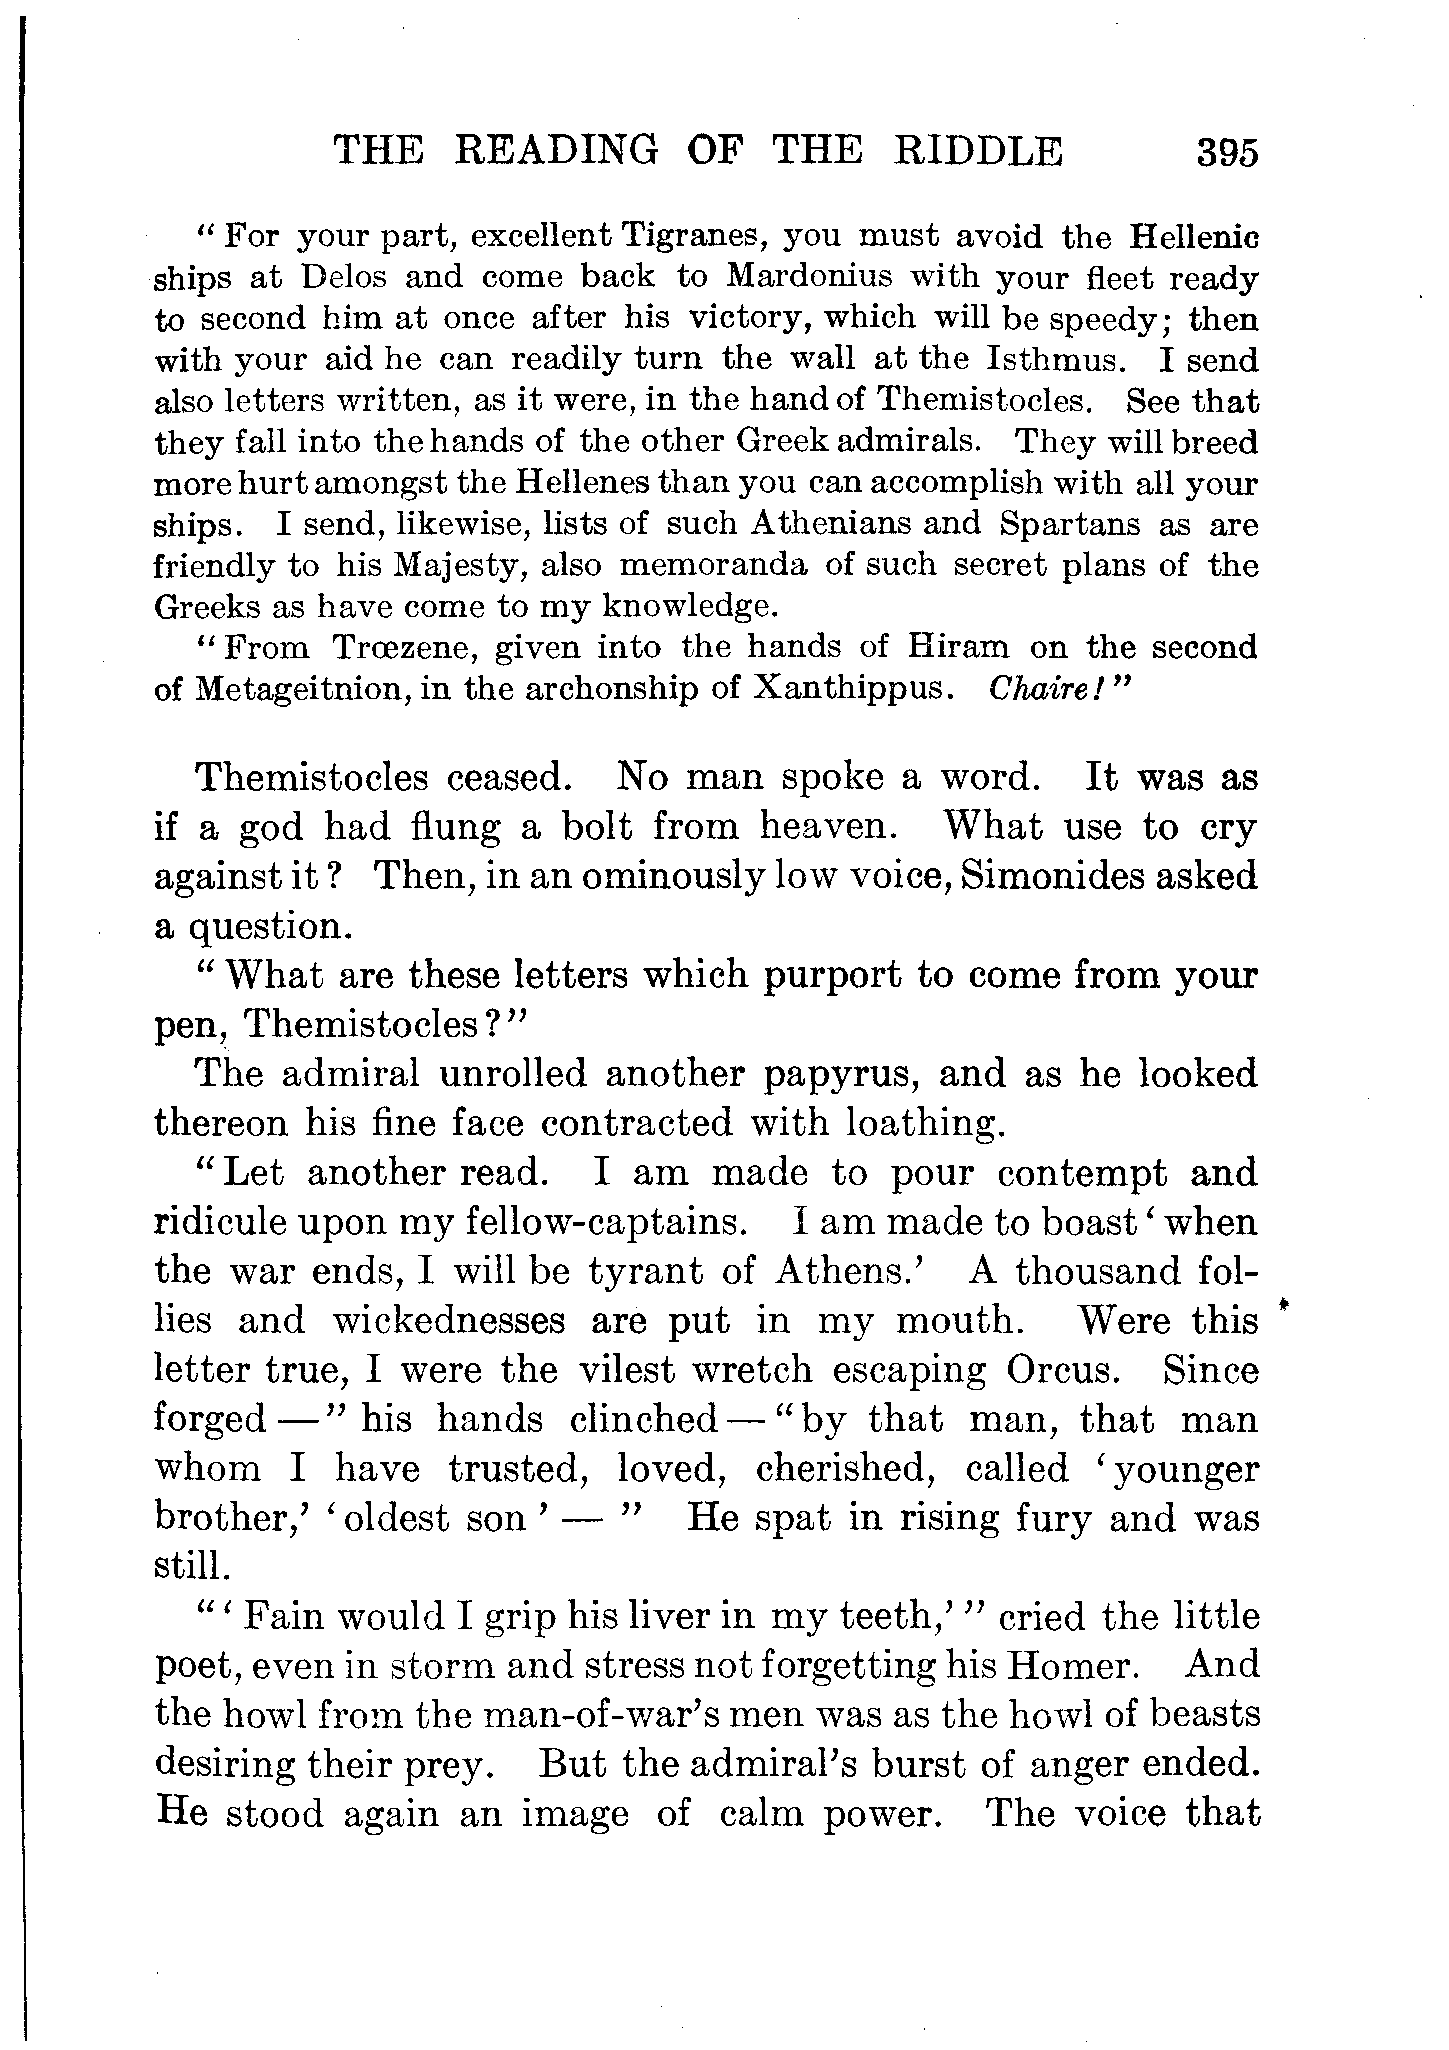 THE READING OF THE RIDDLE 395
“For your part, excellent Tigranes, you must avoid the Hellenic
ships at Delos and come back to Mardonius with your fleet ready
to second him at once after his victory, which will be speedy; then
with your aid he can readily turn the wall at the Isthmus. I send
also letters written, as it were, in the hand of Themistocles. See that
they fall into the hands of the other Greek admirals. They will breed
more hurt amongst the Hellenes than you can accomplish with all your
ships. I send, likewise, lists of such Athenians and Spartans as are
friendly to his Majesty, also memoranda of such secret plans of the
Greeks as have come to my knowledge.
“From Trœzene, given into the hands of Hiram on the second
of Metageitnion, in the archonship of Xanthippus. Chaire!”
Themistocles ceased. No man spoke a word. It was as
if a god had flung a bolt from heaven. What use to cry
against it? Then, in an ominously low voice, Simonides asked
a question.
“What are these letters which purport to come from your
pen, Themistocles?”
The admiral unrolled another papyrus, and as he looked
thereon his fine face contracted with loathing.
“Let another read. I am made to pour contempt and
ridicule upon my fellow-captains. I am made to boast ‘when
the war ends, I will be tyrant of Athens.’ A thousand fol-
lies and wickednesses are put in my mouth. Were this
letter true, I were the vilest wretch escaping Orcus. Since
forged —” his hands clinched — “by that man, that man
whom I have trusted, loved, cherished, called ‘younger
brother,’ ‘oldest son’ — ” He spat in rising fury and was
still.
“‘Fain would I grip his liver in my teeth,’” cried the little
poet, even in storm and stress not forgetting his Homer. And
the howl from the man-of-war’s men was as the howl of beasts
desiring their prey. But the admiral’s burst of anger ended.
He stood again an image of calm power. The voice that